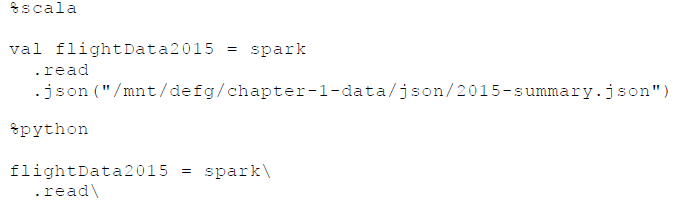 %scala
val flightData2015 = spark
.read
.json("/mnt/defg/chapter-1-data/json/2015-summary.json")
%python
flightData2015 = spark\
.read\